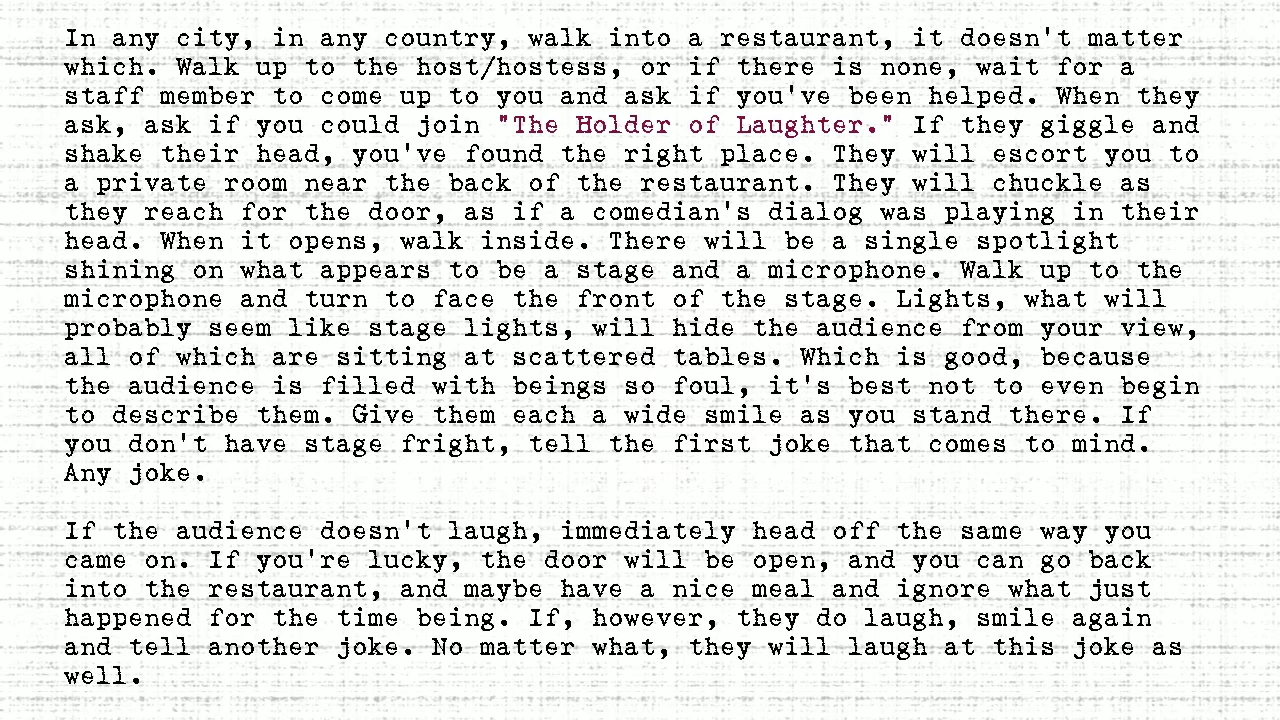 In any city, in any country, walk into a restaurant, it doesn't matter
which. Walk up to the host/hostess, or if there is none, wait for a
staff member to come up to you and ask if you've been helped. When they
ask, ask if you could join "The Holder of Laughter." If they giggle and
shake their head, you've found the right place. They will escort you to
a private room near the back of the restaurant. They will chuckle as
they reach for the door, as if a comedian's dialog was playing in their
head. When it opens, walk inside. There will be a single spotlight
shining on what appears to be a stage and a microphone. Walk up to the
microphone and turn to face the front of the stage. Lights, what will
probably seem like stage lights, will hide the audience from your view,
all of which are sitting at scattered tables. Which is good, because
the audience is filled with beings so foul, it's best not to even begin
to describe them. Give them each a wide smile as you stand there. If
you don't have stage fright, tell the first joke that comes to mind.
Any joke.
If the audience doesn't laugh, immediately head off the same way you
came on. If you're lucky, the door will be open, and you can go back
into the restaurant, and maybe have a nice meal and ignore what just
happened for the time being. If, however, they do laugh, smile again
and tell another joke. No matter what, they will laugh at this joke as
well.